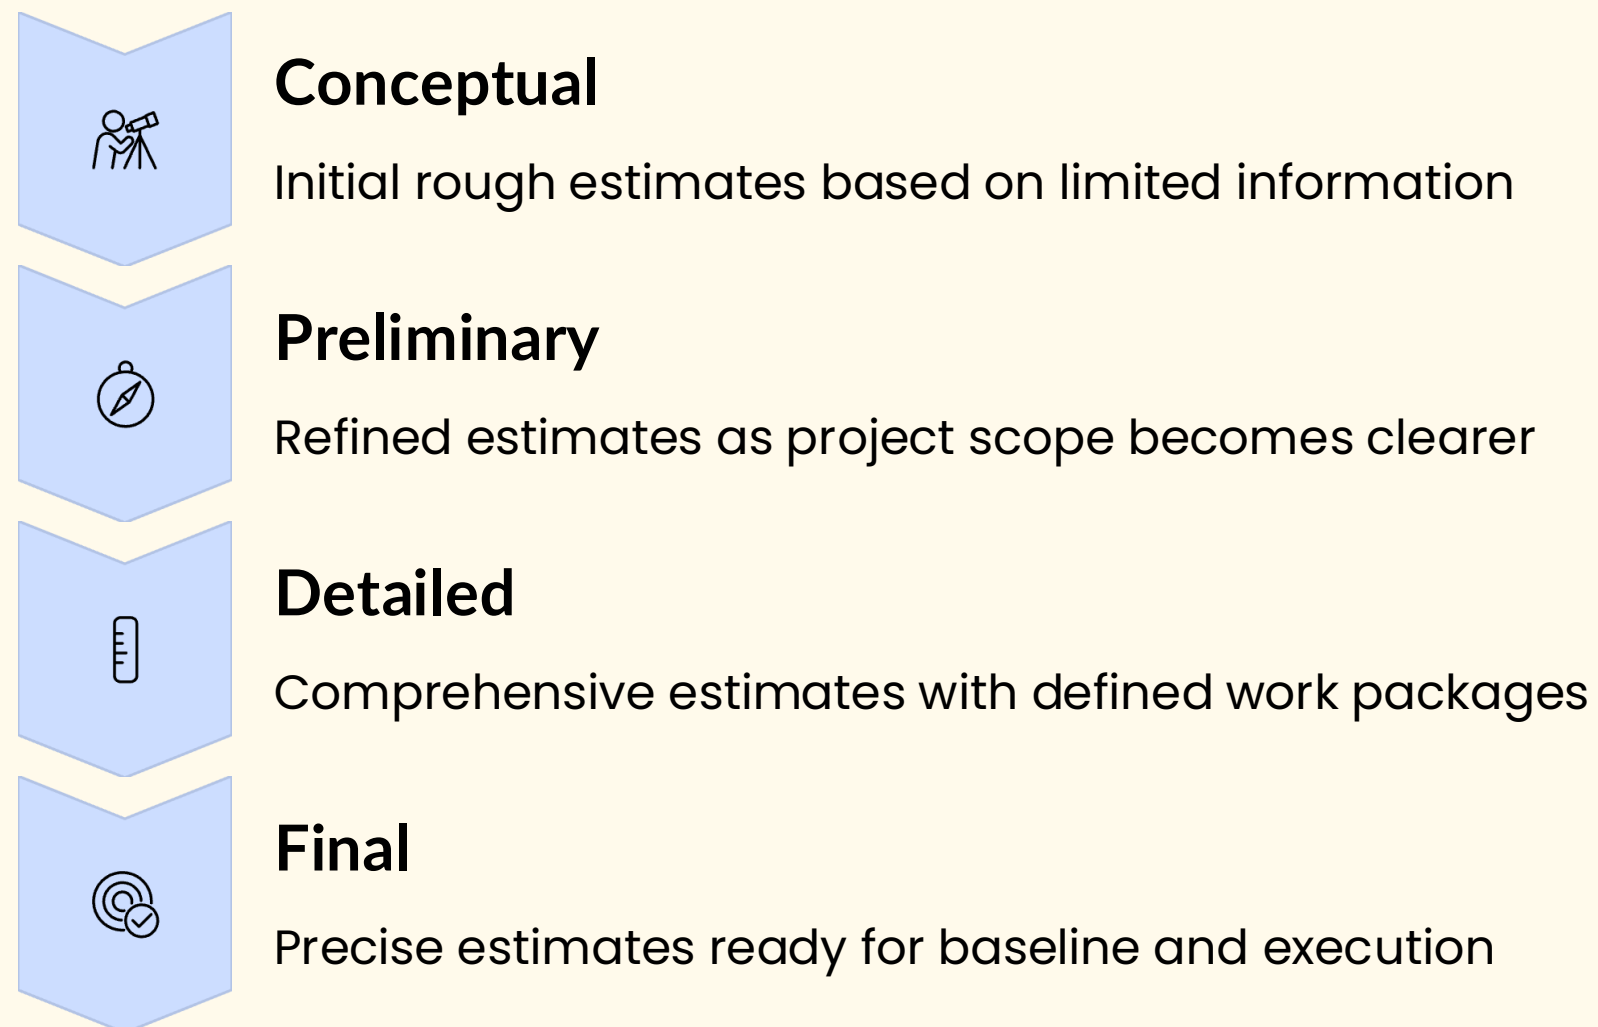 Conceptual
Initial rough estimates based on limited information
Preliminary
Refined estimates as project scope becomes clearer
Detailed
Comprehensive estimates with defined work packages
Final
Precise estimates ready for baseline and execution